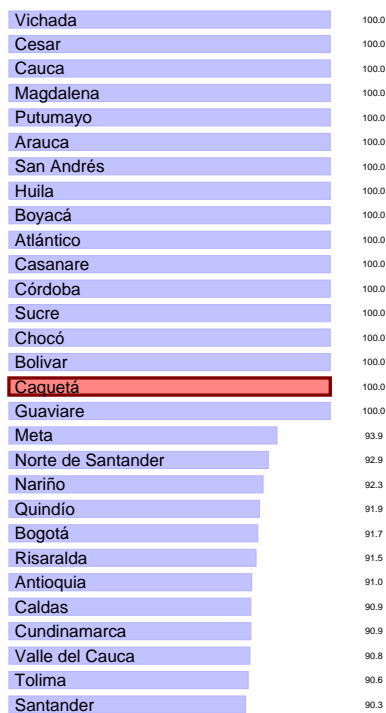 Vichada 100.0
Cesar 100.0
Cauca 100.0
Magdalena 100.0
Putumayo 100.0
Arauca 100.0
San Andrés 100.0
Huila 100.0
Boyacá 100.0
Atlántico 100.0
Casanare 100.0
Córdoba 100.0
Sucre 100.0
Chocó 100.0
Bolivar 100.0
Caquetá 100.0
Guaviare 100.0
Meta 93.9
Norte de Santander 92.9
Nariño 92.3
Quindío 91.9
Bogotá 91.7
Risaralda 91.5
Antioquia 91.0
Caldas 90.9
Cundinamarca 90.9
Valle del Cauca 90.8
Tolima 90.6
Santander 90.3